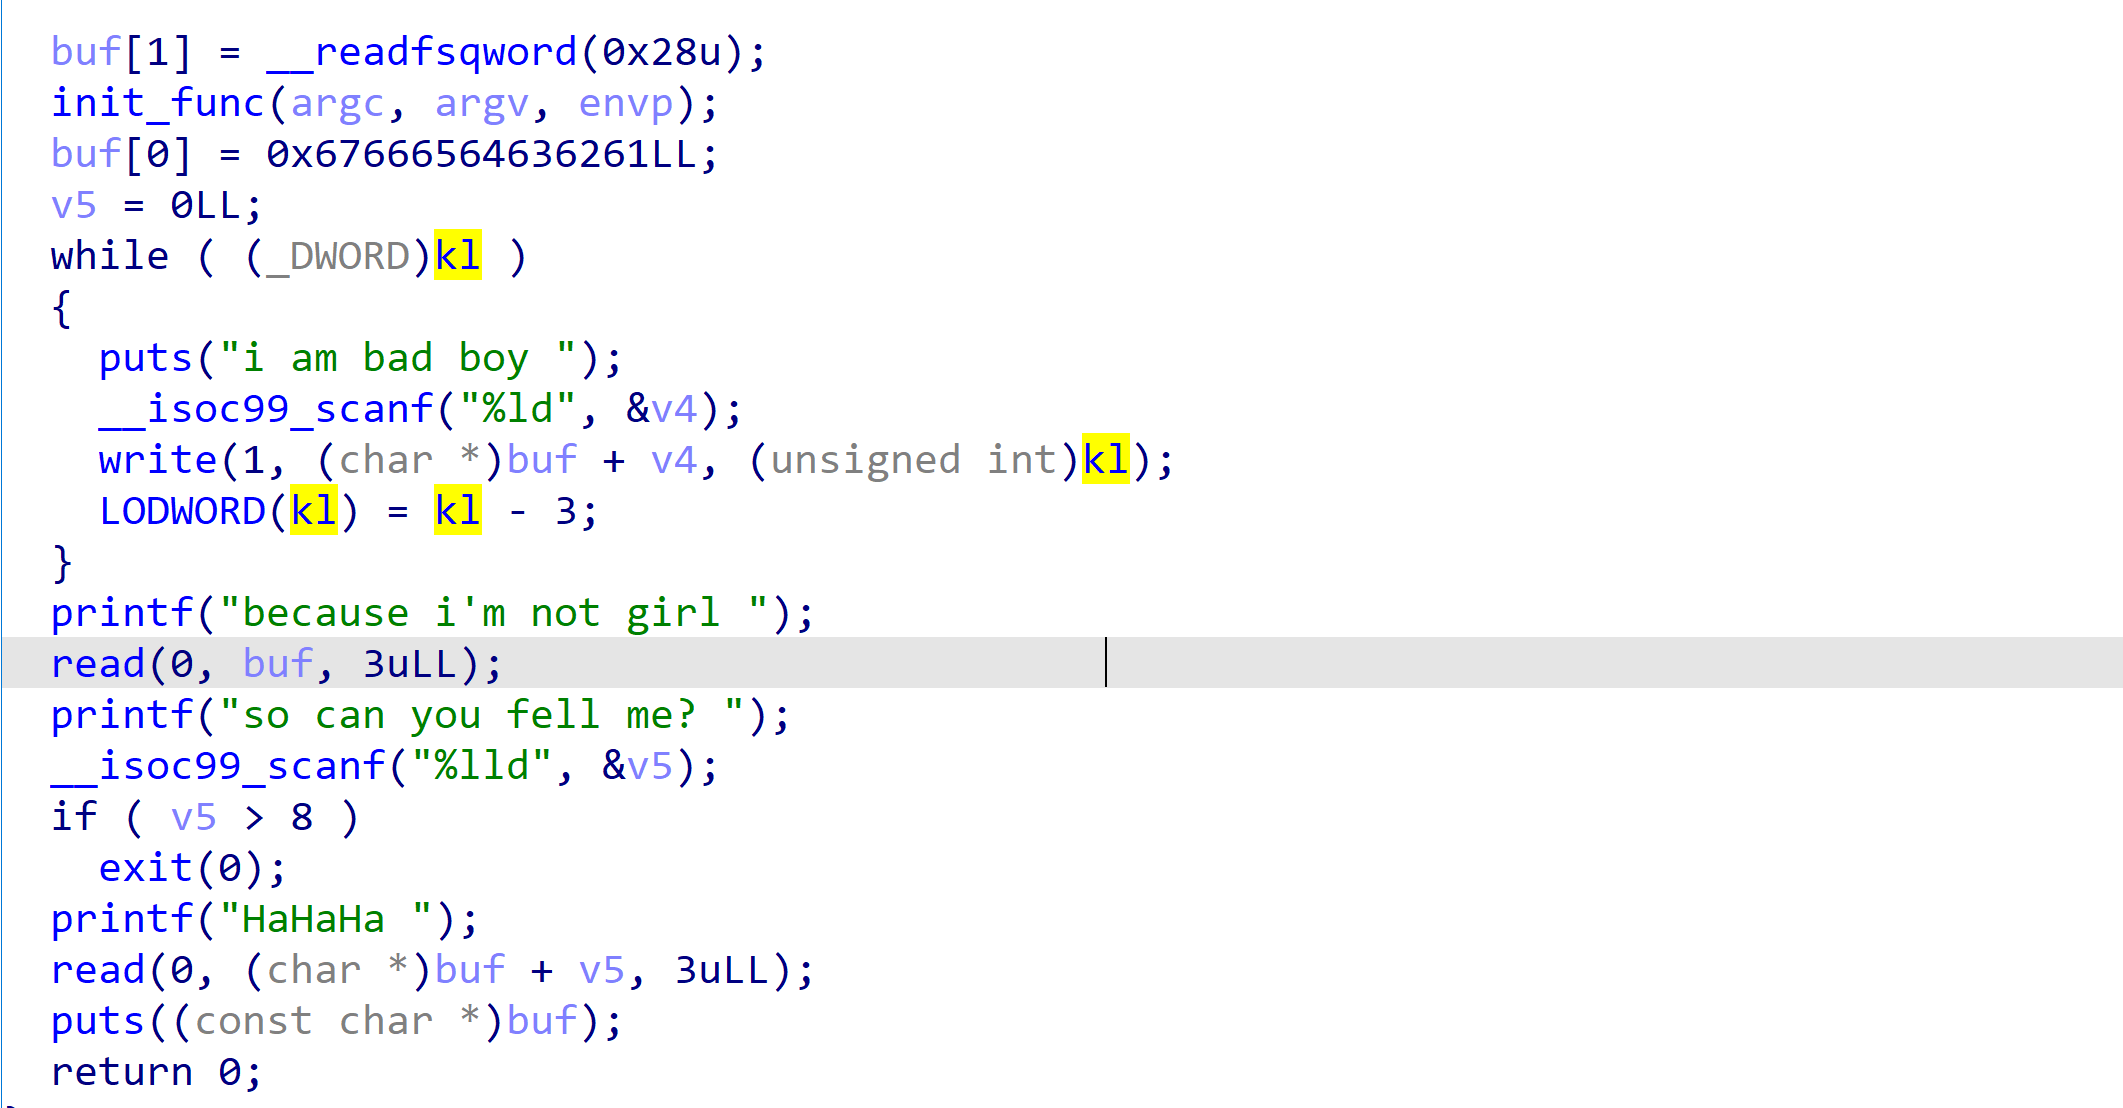 buf[1] = __readfsqword(0x28u);
init_func(argc, argv, envp);
buf[0] = 0x67666564636261LL;
v5 = 0LL;
while ( (_DWORD)kl )
{
puts("i am bad boy ");
__isoc99_scanf("%ld", &v4);
write(1, (char *)buf + v4, (unsigned int)kl);
LODWORD(kl) = kl - 3;
}
printf("because i'm not girl ");
read(0, buf, 3uLL);
printf("so can you fell me? ");
__isoc99_scanf("%lld", &v5);
if ( v5 > 8 )
exit(0);
printf("HaHaHa ");
read(0, (char *)buf + v5, 3uLL);
puts((const char *)buf);
return 0;